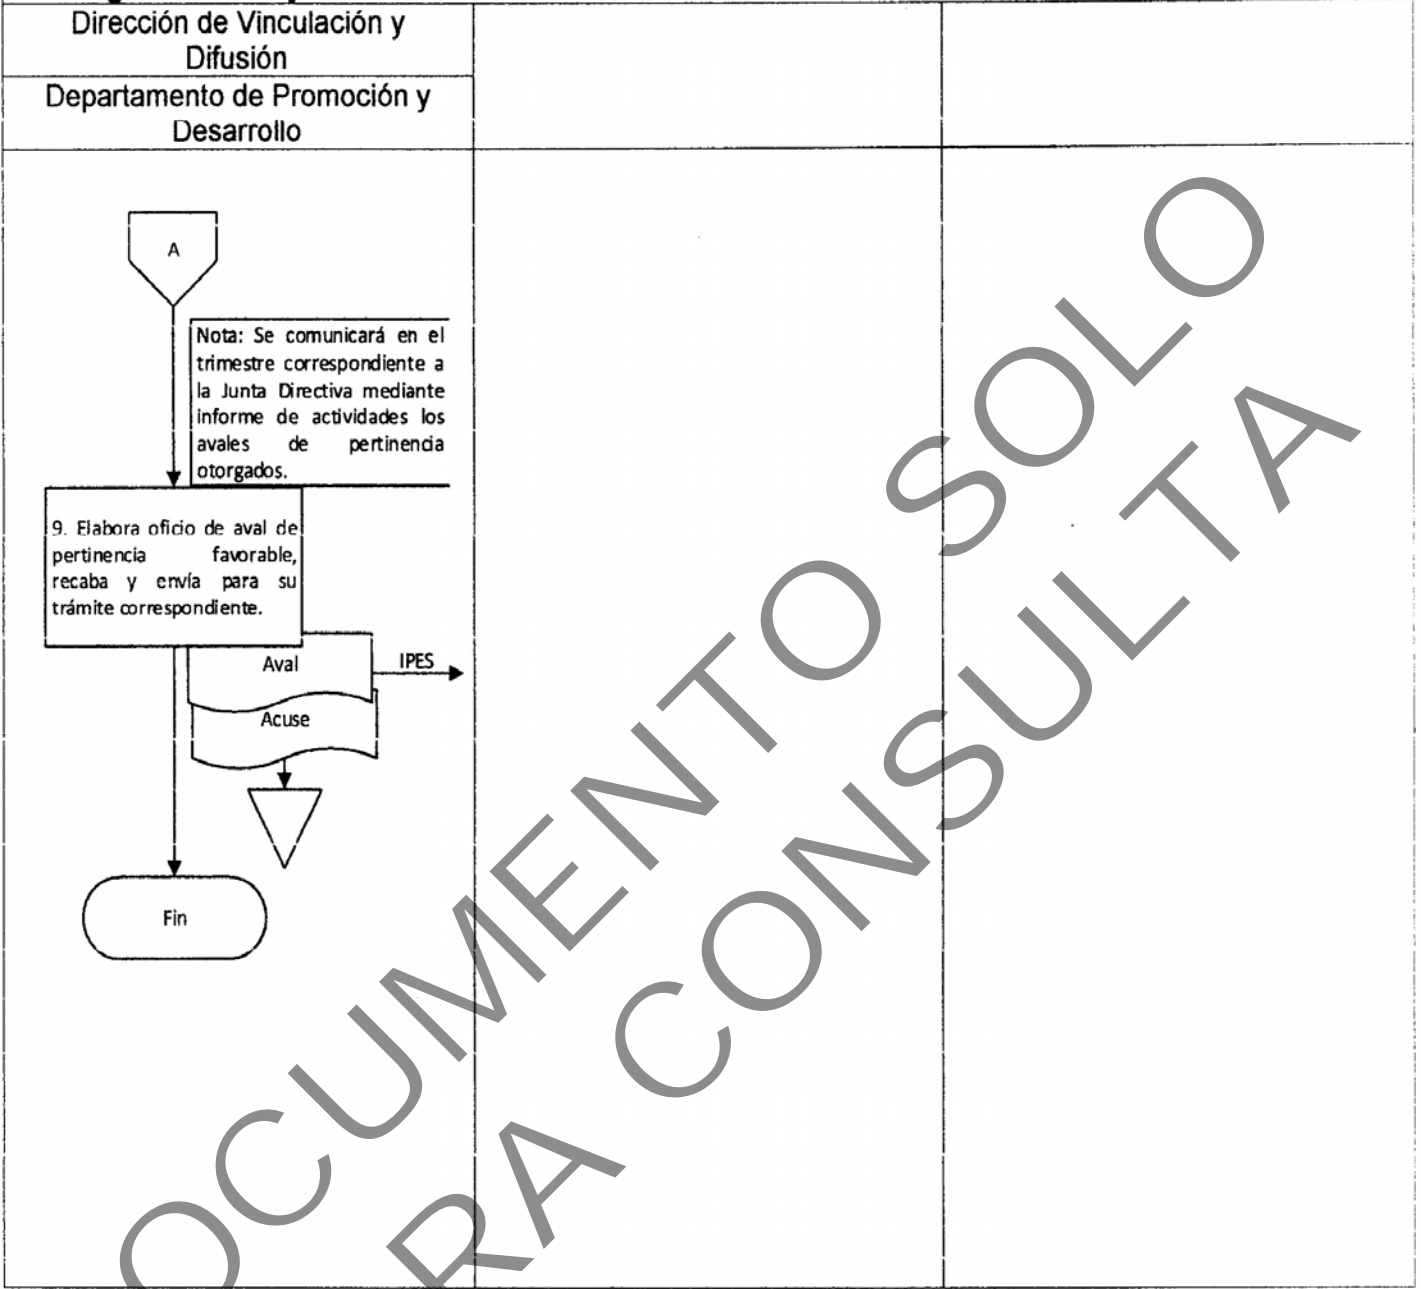 Dirección de Vinculación y
Difusión
Departamento de Promoción y
Desarrollo
A
Nota: Se comunicará en el
trimestre correspondiente a
la Junta Directiva mediante
informe de actividades los
avales de pertinencia
otorgados.
9. Elabora oficio de aval de
pertinencia favorable,
recaba y envía para su
trámite correspondiente.
Aval
IPES
Acuse
Fin
OCUMENTO SOLO
RA CONSULTA